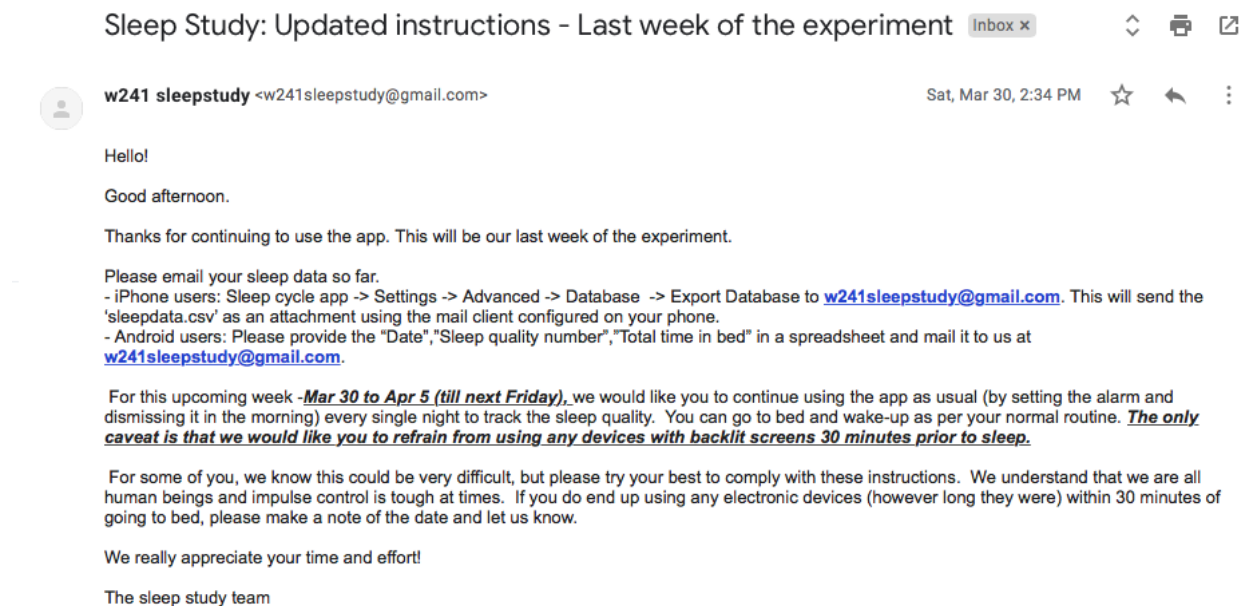 Sleep Study: Updated instructions - Last week of the experiment Inbox ×
w241 sleepstudy <w241sleepstudy@gmail.com> Sat, Mar 30, 2:34 PM
Hello!
Good afternoon.
Thanks for continuing to use the app. This will be our last week of the experiment.
Please email your sleep data so far.
- iPhone users: Sleep cycle app -> Settings -> Advanced -> Database -> Export Database to w241sleepstudy@gmail.com. This will send the
‘sleepdata.csv’ as an attachment using the mail client configured on your phone.
- Android users: Please provide the “Date”,”Sleep quality number”,”Total time in bed” in a spreadsheet and mail it to us at
w241sleepstudy@gmail.com.
For this upcoming week -Mar 30 to Apr 5 (till next Friday), we would like you to continue using the app as usual (by setting the alarm and
dismissing it in the morning) every single night to track the sleep quality. You can go to bed and wake-up as per your normal routine. The only
caveat is that we would like you to refrain from using any devices with backlit screens 30 minutes prior to sleep.
For some of you, we know this could be very difficult, but please try your best to comply with these instructions. We understand that we are all
human beings and impulse control is tough at times. If you do end up using any electronic devices (however long they were) within 30 minutes of
going to bed, please make a note of the date and let us know.
We really appreciate your time and effort!
The sleep study team